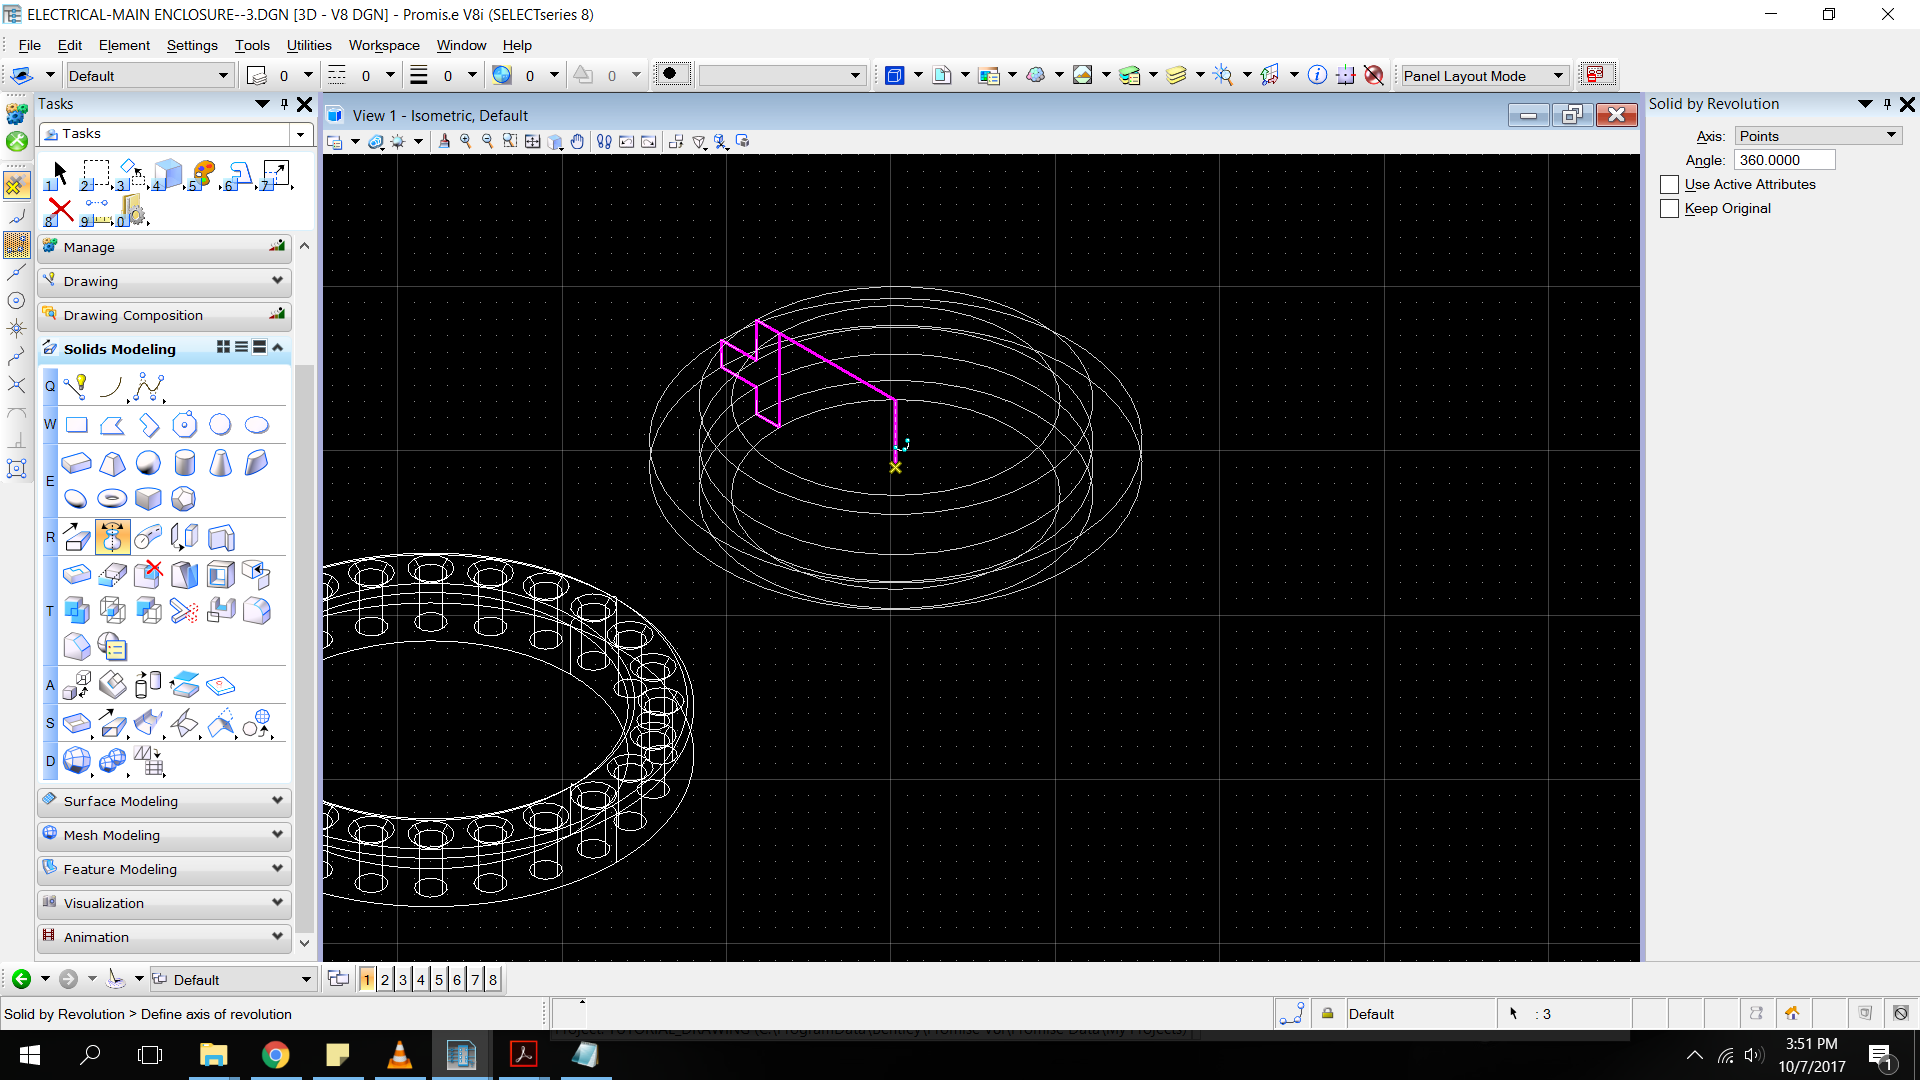 ELECTRICAL-MAIN ENCLOSURE--3.DGN [3D - V8 DGN] - Promis.e V8i (SELECTseries 8)
File Edit Element Settings Tools Utilities Workspace Window Help
Default 0 0 0 0 0 Panel Layout Mode
Tasks
View 1 - Isometric, Default
Solid by Revolution
Tasks
Axis: Points
Angle: 360.0000
Use Active Attributes
Keep Original
1 2 3 4 5 6 7
8 9 0
Manage
Drawing
Drawing Composition
Solids Modeling
Q
W
E
R
T
A
S
D
Surface Modeling
Mesh Modeling
Feature Modeling
Visualization
Animation
Default 1 2 3 4 5 6 7 8
Solid by Revolution > Define axis of revolution
Default : 3
3:51 PM
10/7/2017
1